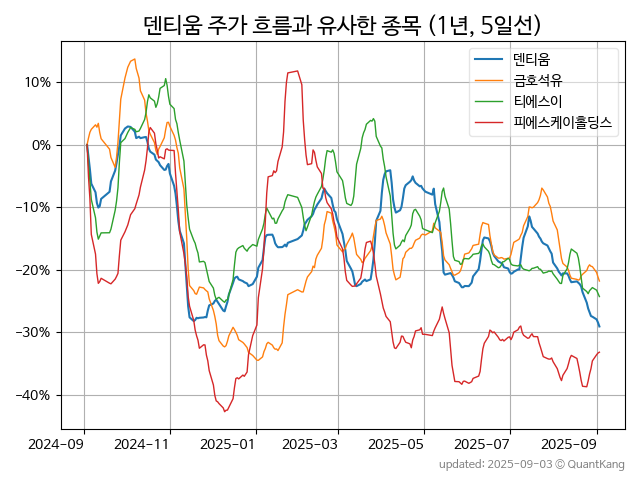 덴티움 주가 흐름과 유사한 종목 (1년, 5일선)
덴티움
금호석유
티에스이
피에스케이홀딩스
10%
0%
−10%
−20%
−30%
−40%
2024−09
2024−11
2025−01
2025−03
2025−05
2025−07
2025−09
updated: 2025-09-03 © QuantKang